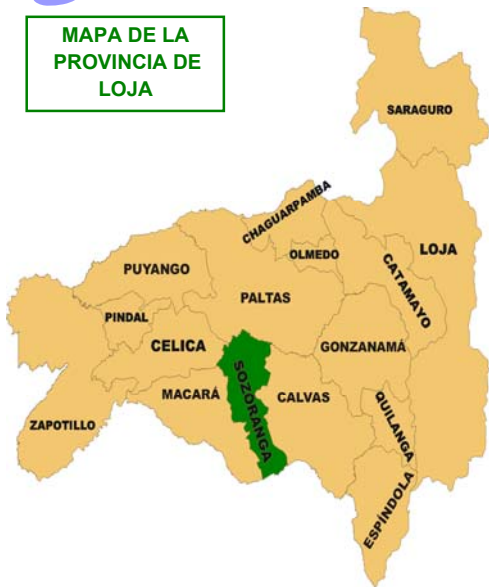 MAPA DE LA
PROVINCIA DE
LOJA
SARAGURO
CHAGUARPAMBA
LOJA
OLMEDO
CATAMAYO
PUYANGO
PALTAS
PINDAL
CELICA
GONZANAMÁ
SOZORANGA
MACARÁ
CALVAS
QUILANGA
ZAPOTILLO
ESPÍNDOLA